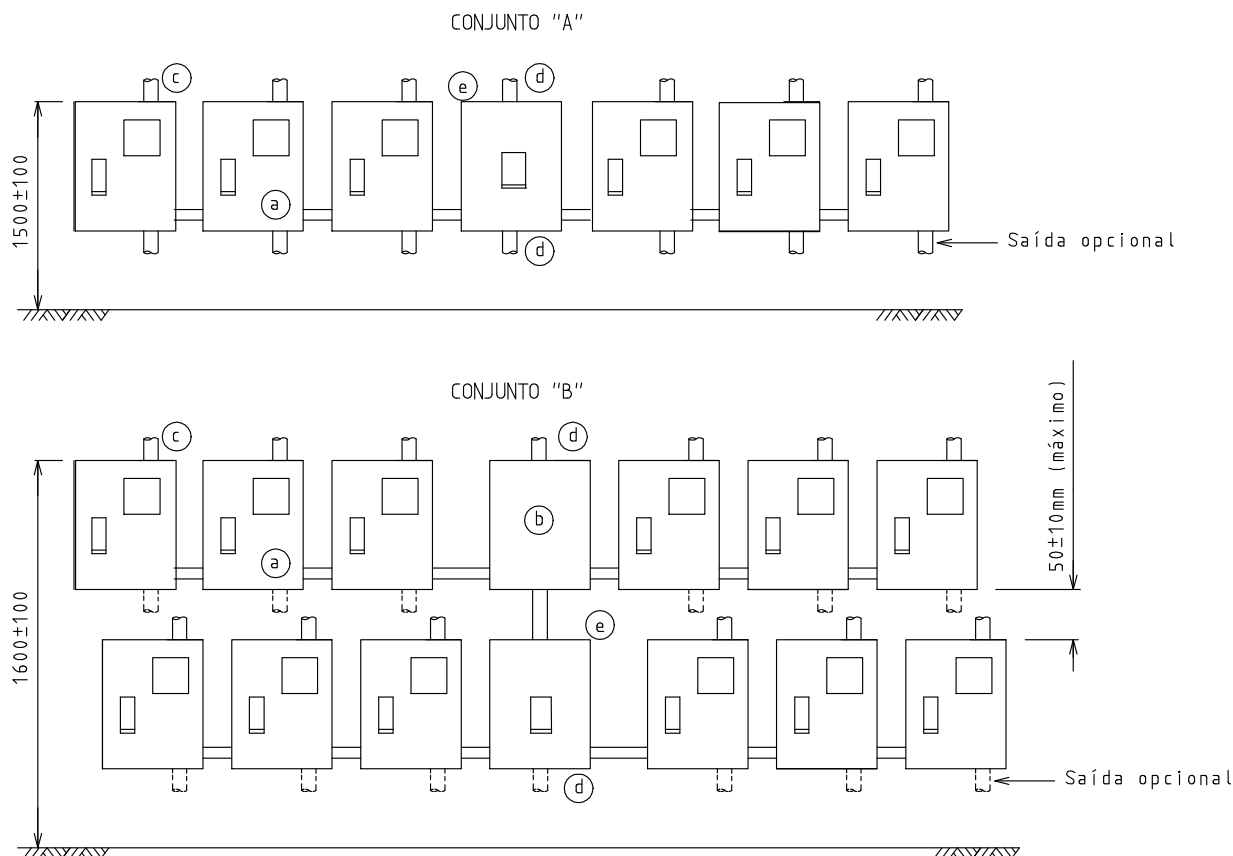 CONJUNTO "A"
c
d
e
1500±100
a
d
Saída opcional
CONJUNTO "B"
c
d
50±10mm (máximo)
b
a
1600±100
e
d
Saída opcional